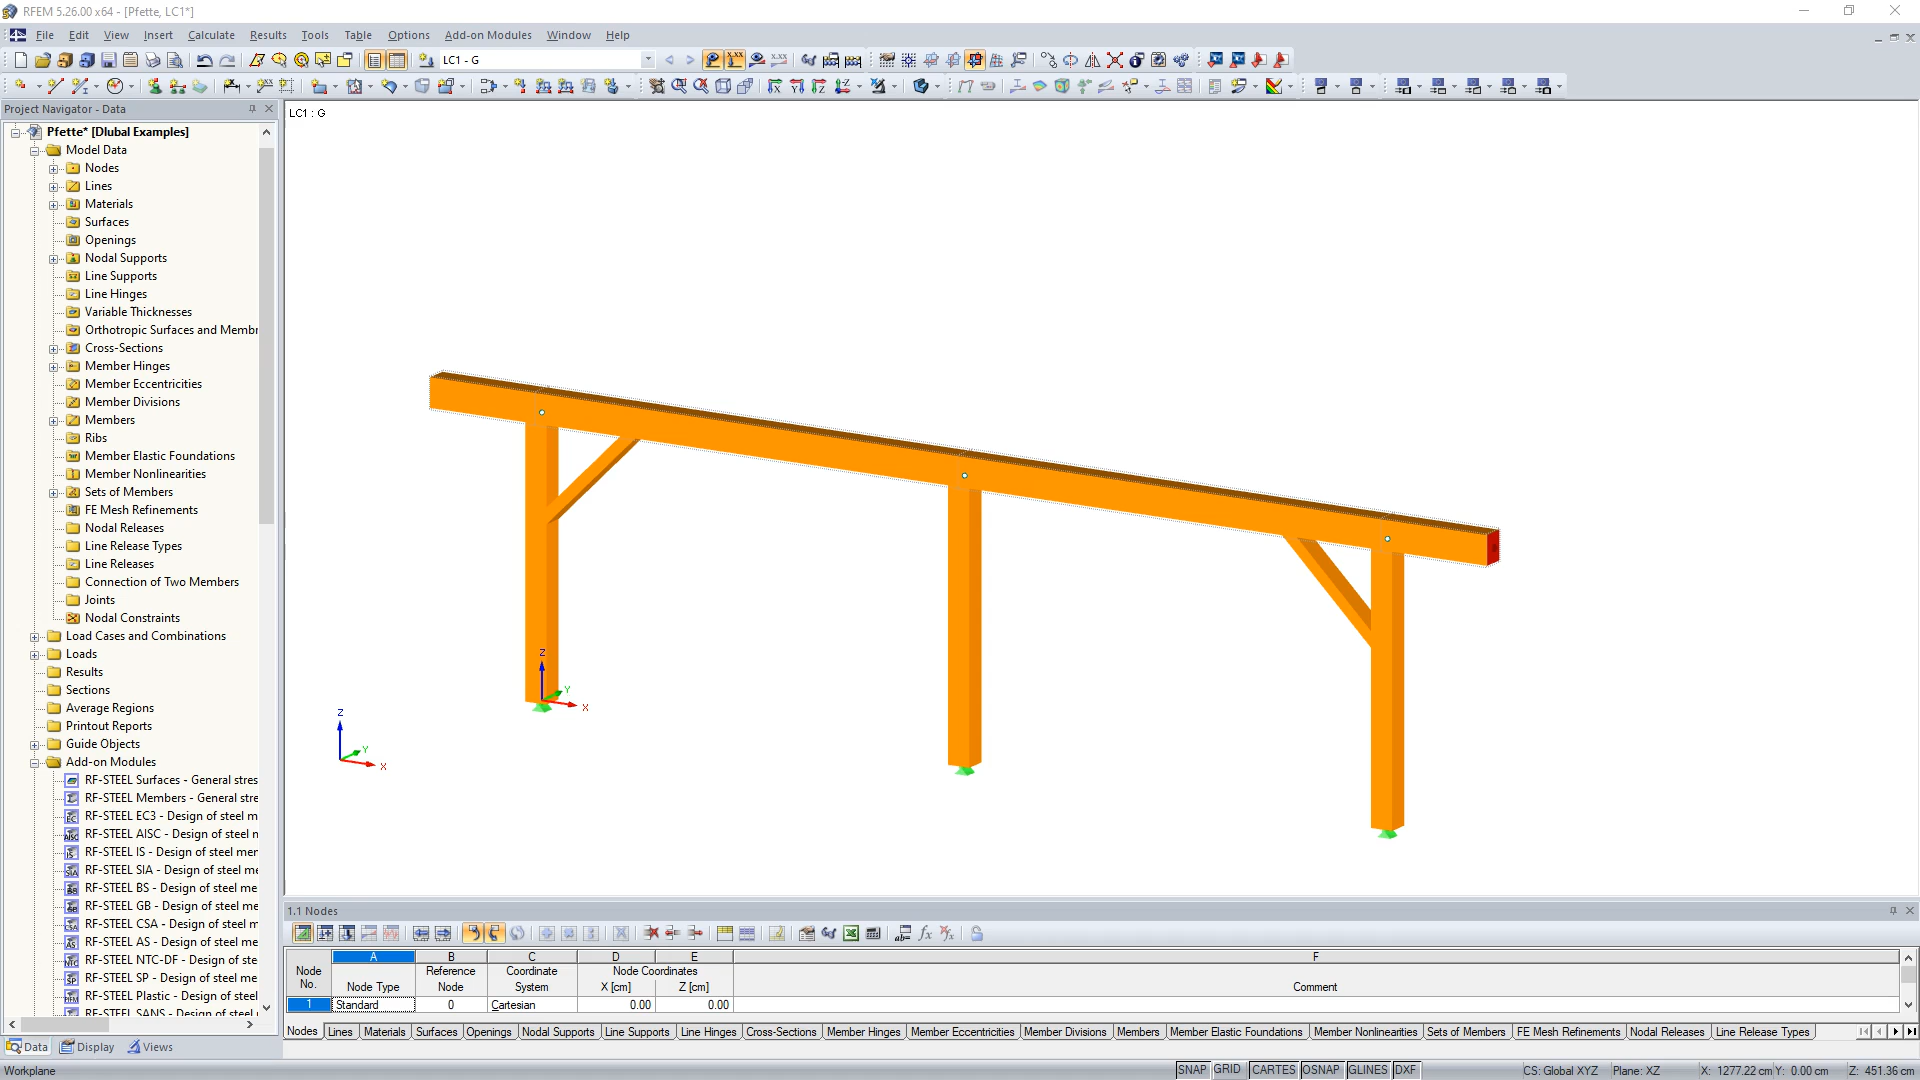 RFEM 5.26.00 x64 - [Pfette, LC1*]
File Edit View Insert Calculate Results Tools Table Options Add-on Modules Window Help
LC1 - G
Project Navigator - Data
LC1 : G
Pfette* [Dlubal Examples]
Model Data
Nodes
Lines
Materials
Surfaces
Openings
Nodal Supports
Line Supports
Line Hinges
Variable Thicknesses
Orthotropic Surfaces and Membr
Cross-Sections
Member Hinges
Member Eccentricities
Member Divisions
Members
Ribs
Member Elastic Foundations
Member Nonlinearities
Sets of Members
FE Mesh Refinements
Nodal Releases
Line Release Types
Line Releases
Connection of Two Members
Joints
Nodal Constraints
Load Cases and Combinations
Loads
Results
Sections
Average Regions
Printout Reports
Guide Objects
Add-on Modules
RF-STEEL Surfaces - General stres
RF-STEEL Members - General stre
RF-STEEL EC3 - Design of steel m
RF-STEEL AISC - Design of steel n
RF-STEEL IS - Design of steel mer
RF-STEEL SIA - Design of steel me
RF-STEEL BS - Design of steel me
RF-STEEL GB - Design of steel me
RF-STEEL CSA - Design of steel m
RF-STEEL AS - Design of steel me
RF-STEEL NTC-DF - Design of ste
RF-STEEL SP - Design of steel me
RF-STEEL Plastic - Design of steel
RF-STEEL SANS - Design of steel
Data Display Views
Z
Y
X
Z
Y
X
1.1 Nodes
A B C D E F
Node Reference Coordinate Node Coordinates
No. Node Type Node System X [cm] Z [cm] Comment
1 Standard 0 Cartesian 0.00 0.00
Nodes Lines Materials Surfaces Openings Nodal Supports Line Supports Line Hinges Cross-Sections Member Hinges Member Eccentricities Member Divisions Members Member Elastic Foundations Member Nonlinearities Sets of Members FE Mesh Refinements Nodal Releases Line Release Types
Workplane SNAP GRID CARTES OSNAP GLINES DXF CS: Global XYZ Plane: XZ X: 1277.22 cm Y: 0.00 cm Z: 451.36 cm